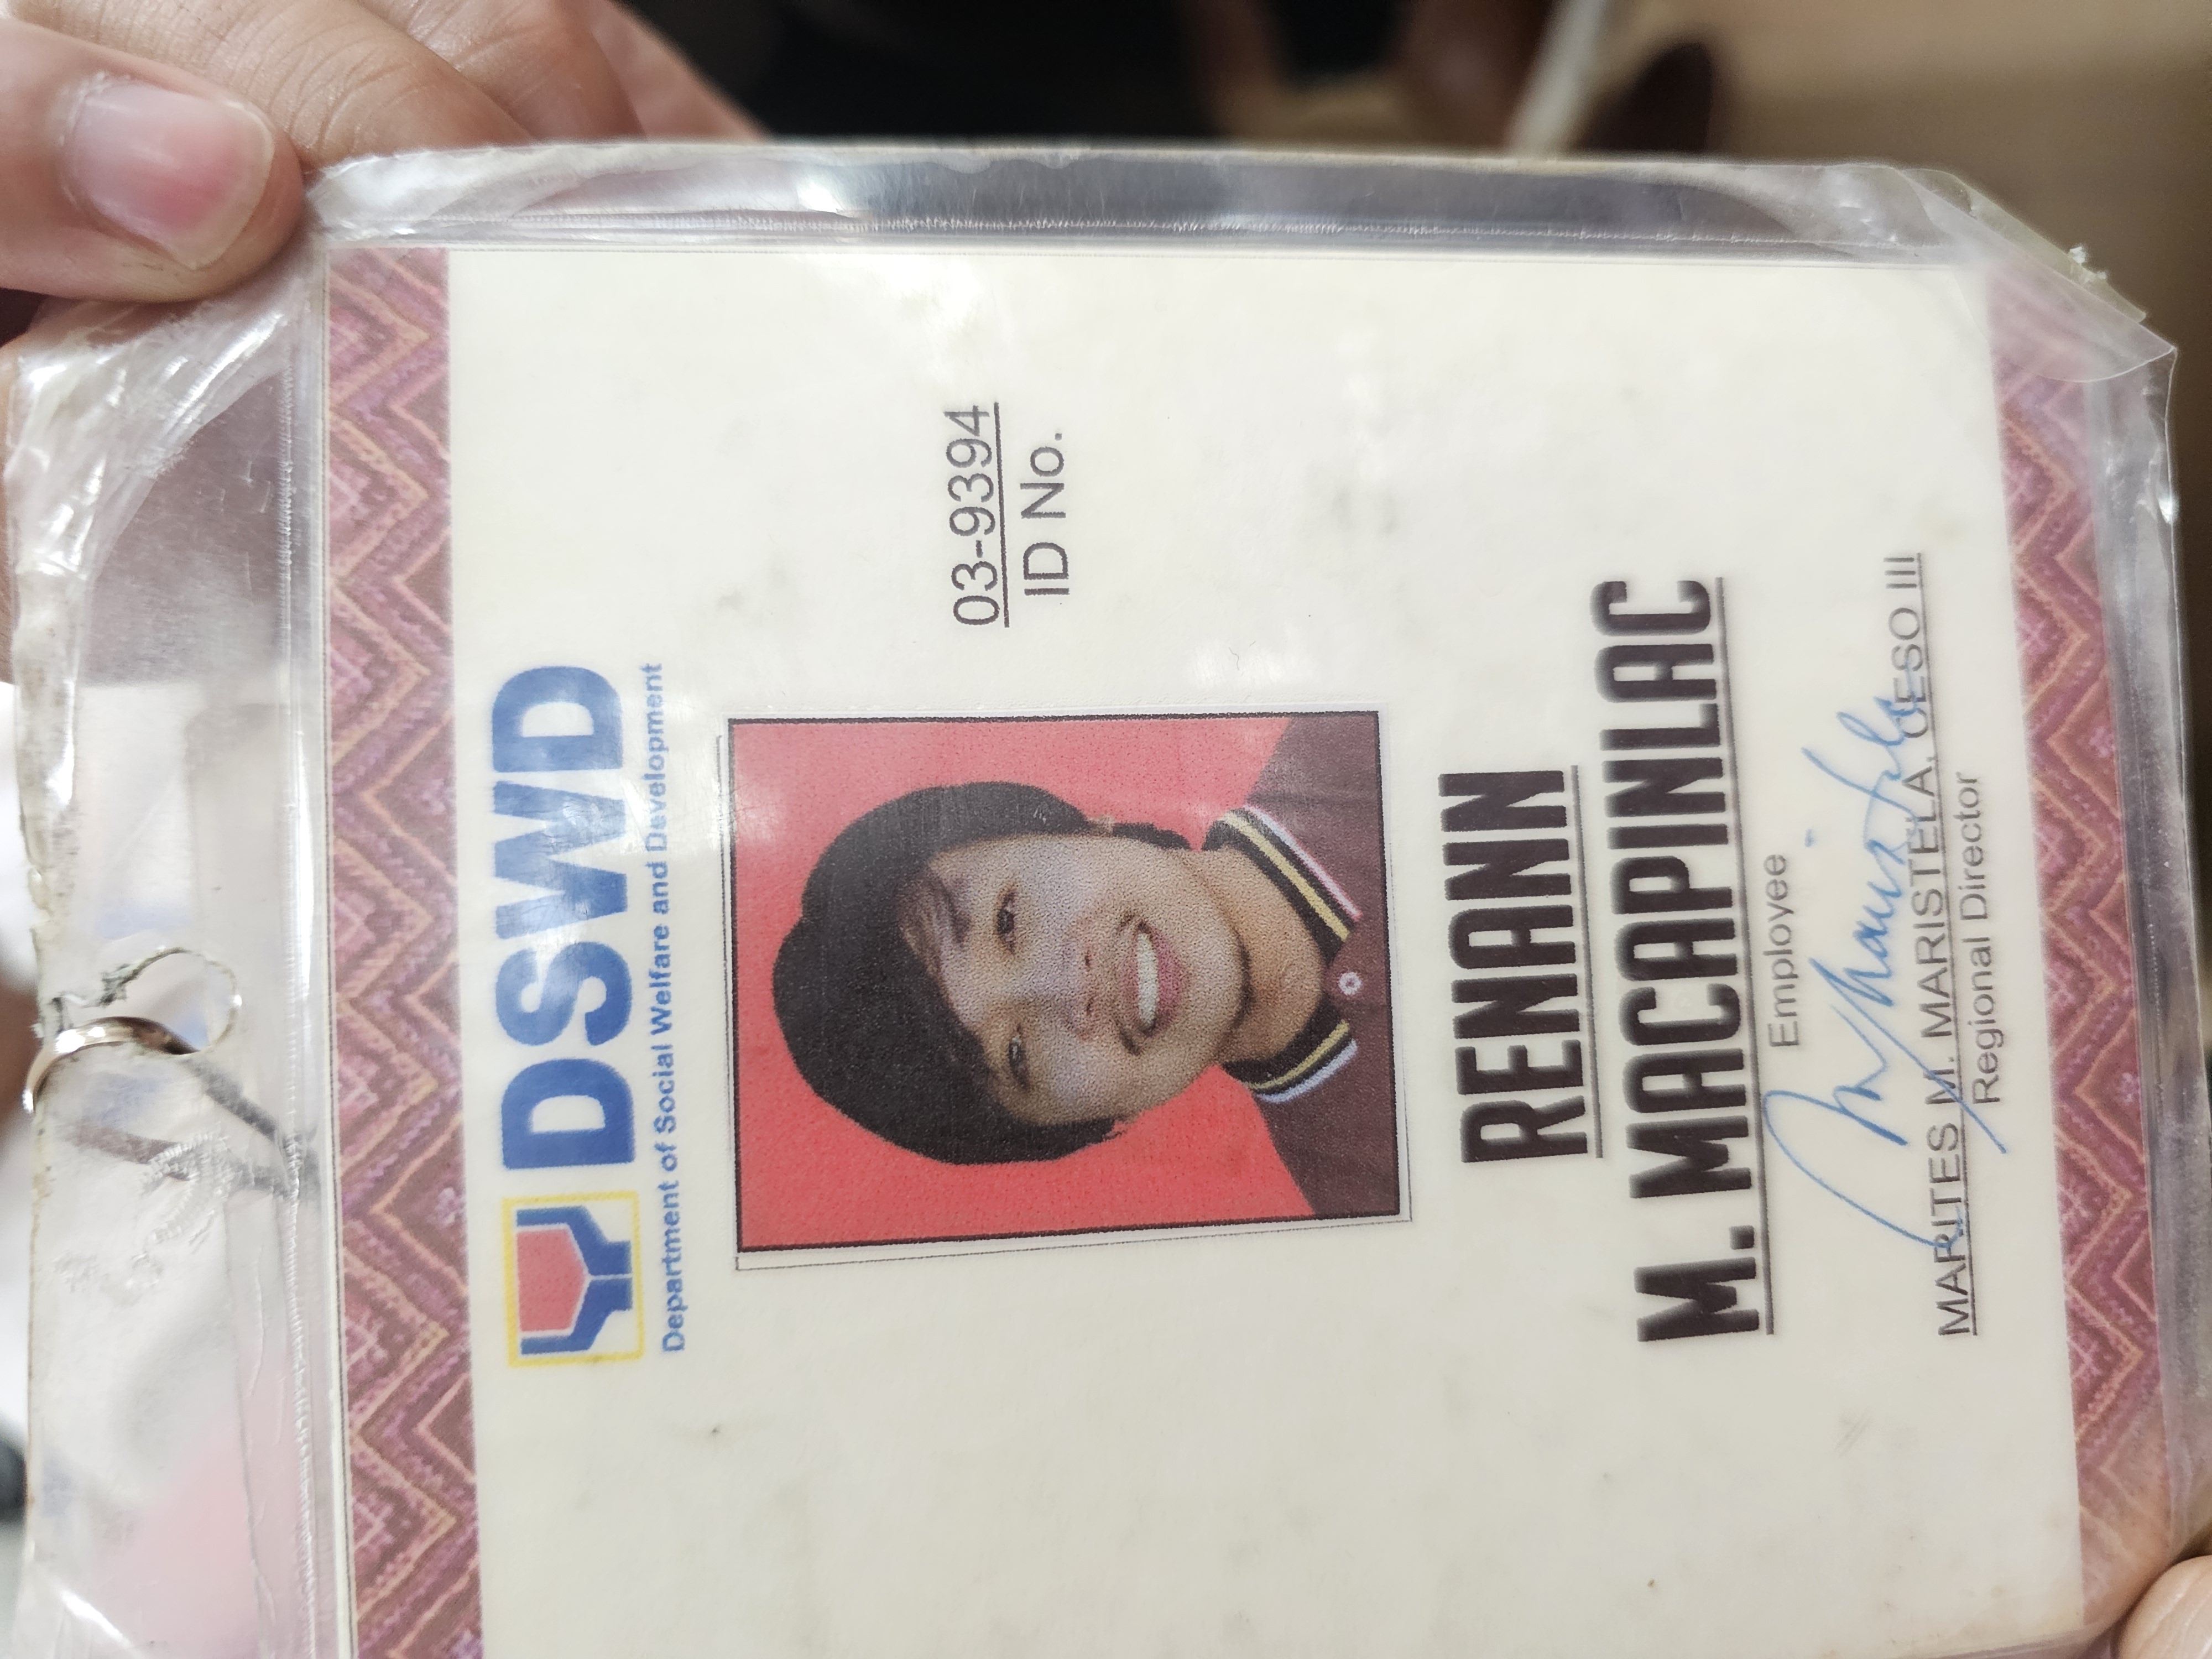 DSWD
Department of Social Welfare and Development
03-9394
ID No.
RENANN
M. MACAPINLAC
Employee
MARITES M. MARISTELA, CESO III
Regional Director